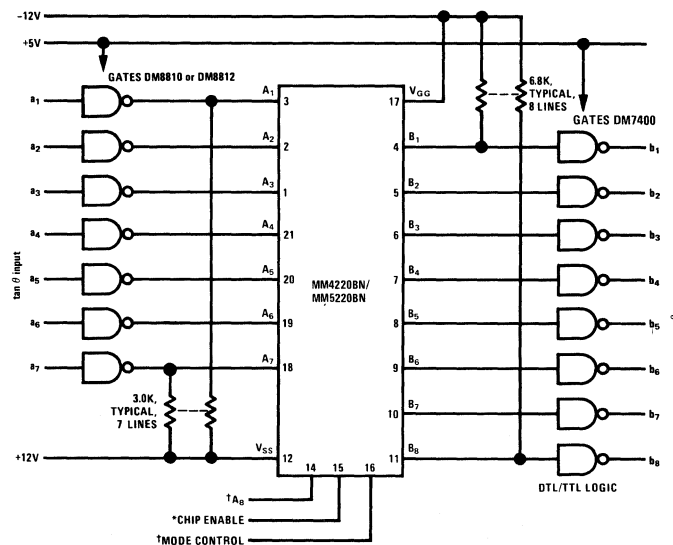 -12V
+5V
GATES DM8810 or DM8812
6.8K,
TYPICAL,
8 LINES
GATES DM7400
a1
A1
3
VGG
17
B1
4
b1
a2
A2
2
B2
5
b2
a3
A3
1
B3
6
b3
a4
A4
21
B4
7
b4
tan θ input
a5
A5
20
MM4220BN/
MM5220BN
B5
8
b5
a6
A6
19
B6
9
b6
a7
A7
18
B7
10
b7
3.0K,
TYPICAL,
7 LINES
+12V
VSS
12
B8
11
b8
14
15
16
DTL/TTL LOGIC
†A8
*CHIP ENABLE
†MODE CONTROL